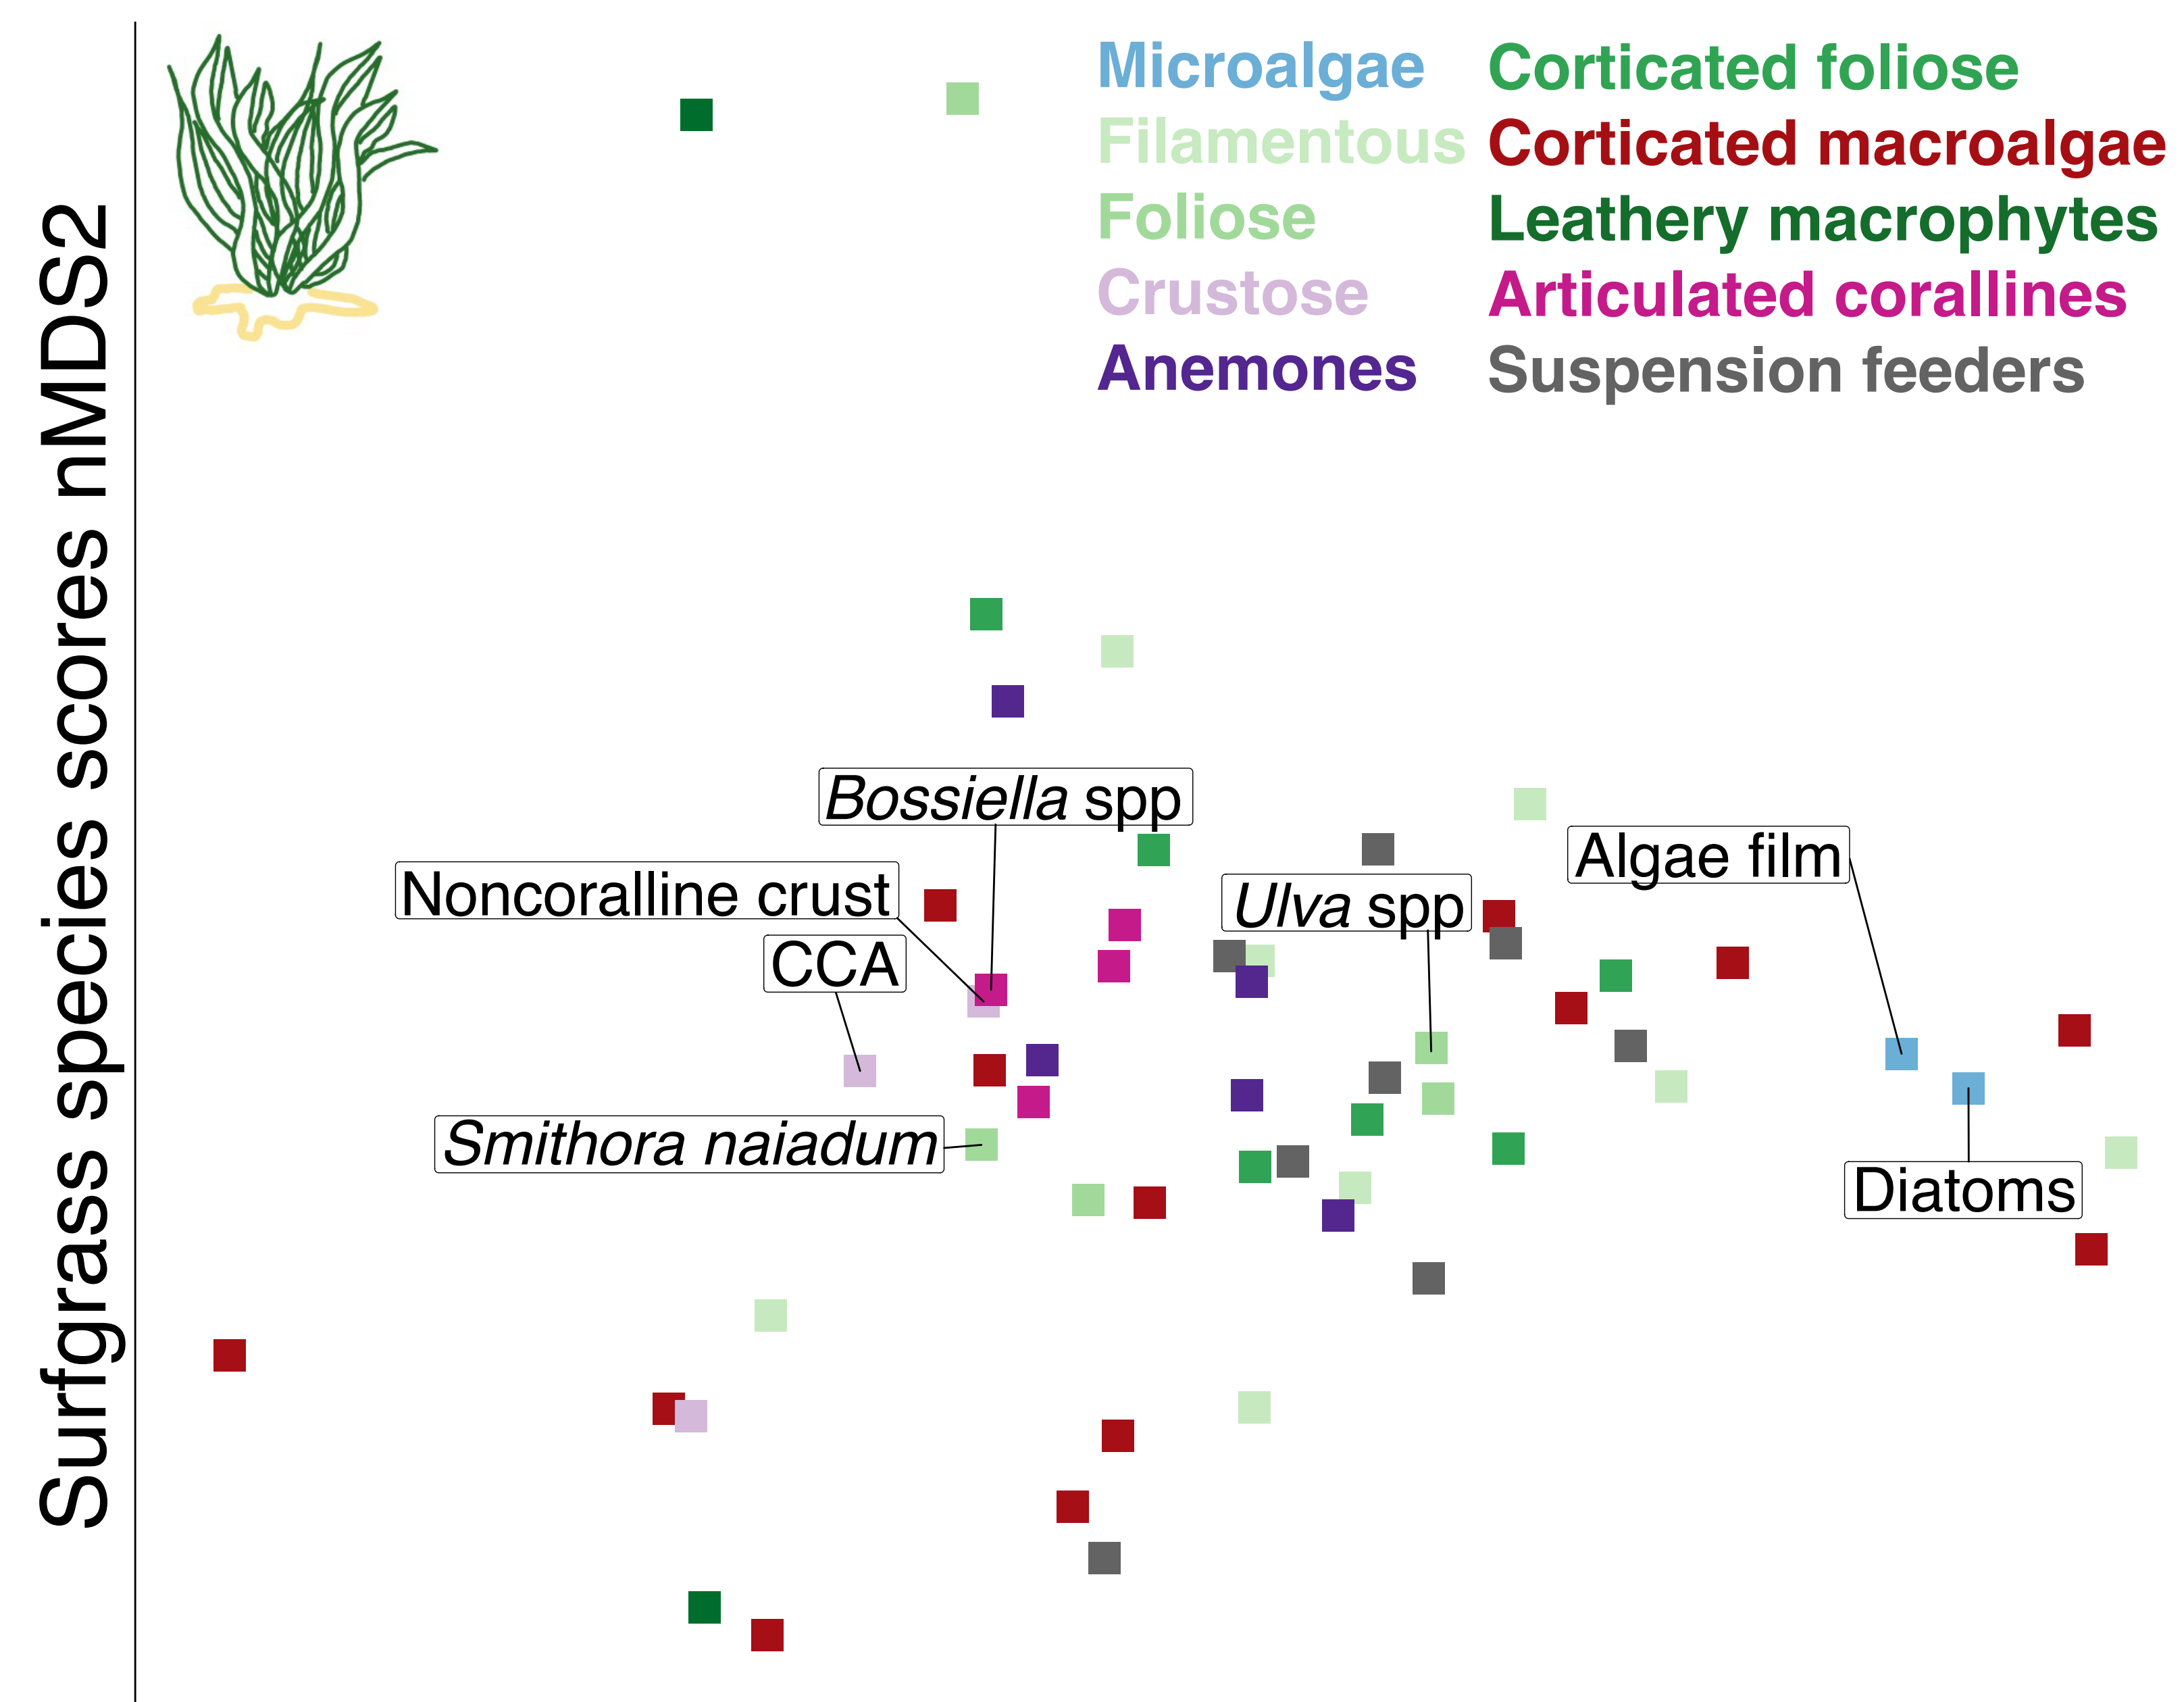 Surfgrass species scores nMDS2
Microalgae
Filamentous
Foliose
Crustose
Anemones
Corticated foliose
Corticated macroalgae
Leathery macrophytes
Articulated corallines
Suspension feeders
Bossiella spp
Noncoralline crust
CCA
Smithora naiadum
Ulva spp
Algae film
Diatoms